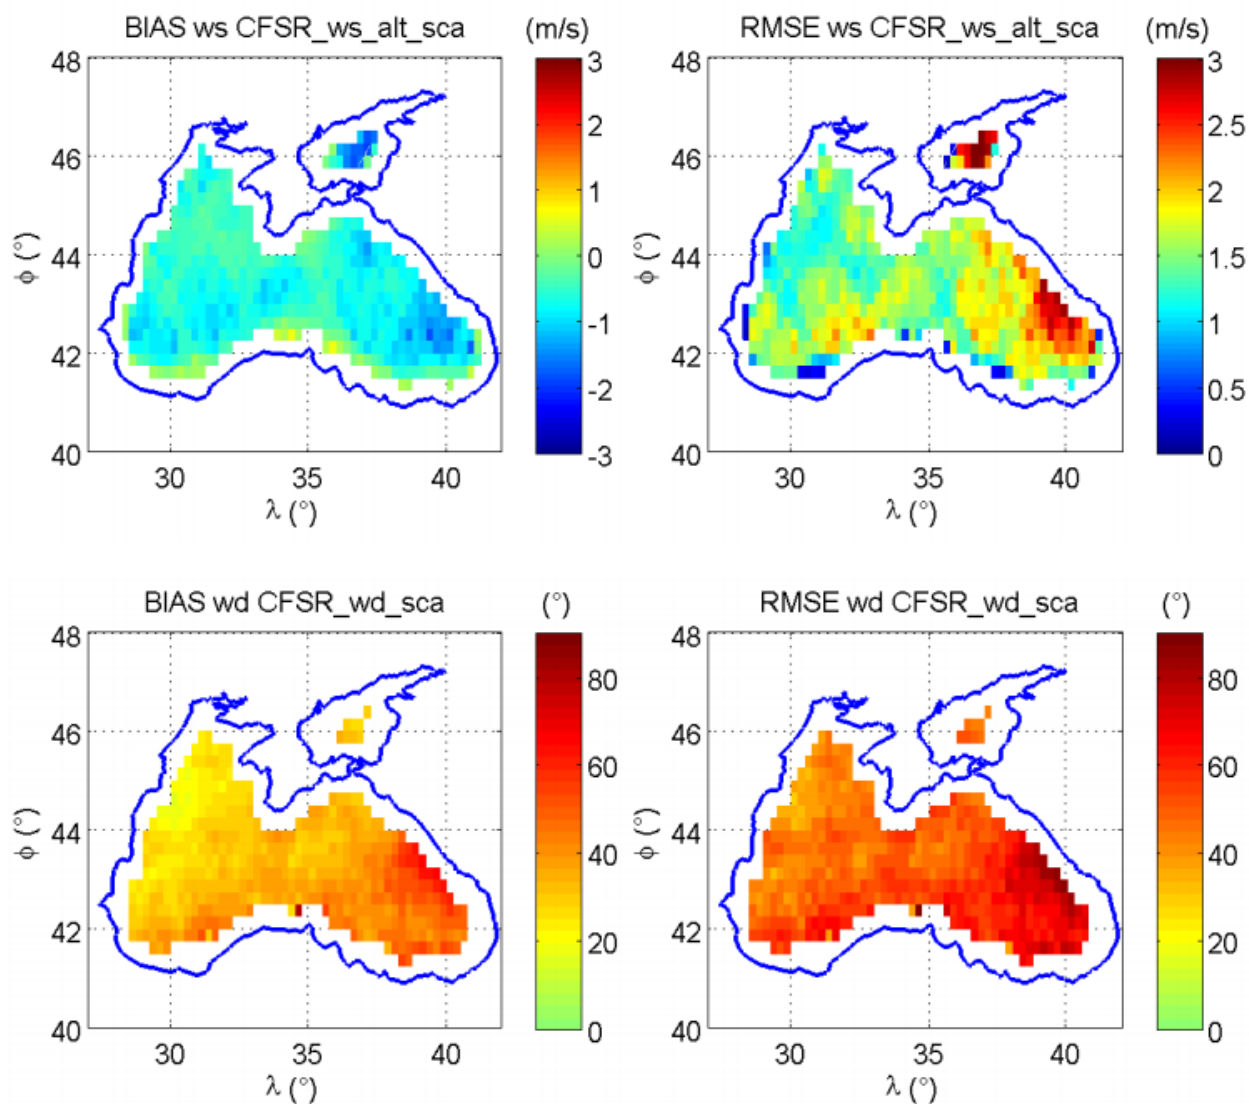 BIAS ws CFSR_ws_alt_sca (m/s)
48
46
44
42
40
30 35 40
ϕ (°)
λ (°)
3
2
1
0
-1
-2
-3
RMSE ws CFSR_ws_alt_sca (m/s)
48
46
44
42
40
30 35 40
ϕ (°)
λ (°)
3
2.5
2
1.5
1
0.5
0
BIAS wd CFSR_wd_sca (°)
48
46
44
42
40
30 35 40
ϕ (°)
λ (°)
80
60
40
20
0
RMSE wd CFSR_wd_sca (°)
48
46
44
42
40
30 35 40
ϕ (°)
λ (°)
80
60
40
20
0